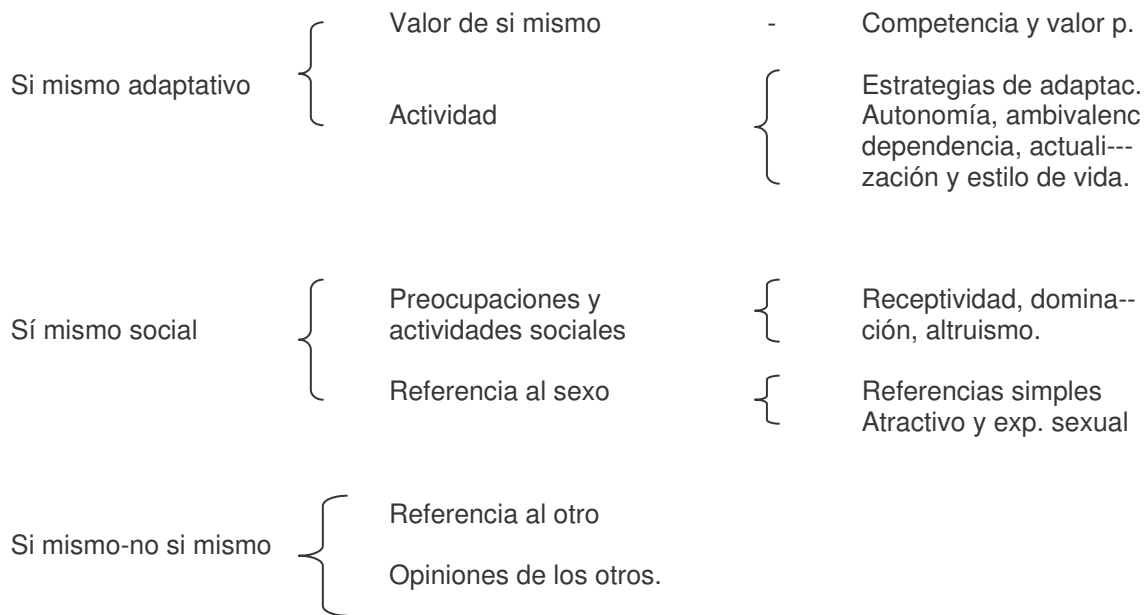 Valor de si mismo - Competencia y valor p.
Si mismo adaptativo
Estrategias de adaptac.
Actividad
Autonomía, ambivalenc
dependencia, actuali---
zación y estilo de vida.
Preocupaciones y
actividades sociales
Receptividad, domina--
ción, altruismo.
Sí mismo social
Referencia al sexo
Referencias simples
Atractivo y exp. sexual
Referencia al otro
Si mismo-no si mismo
Opiniones de los otros.